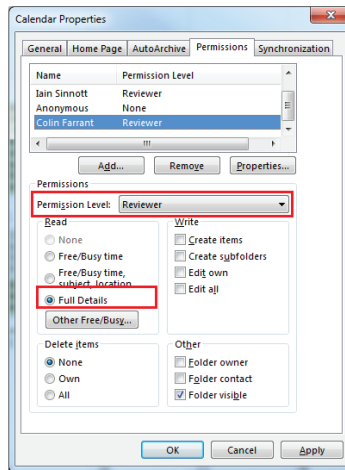 Calendar Properties
General Home Page AutoArchive Permissions Synchronization
Name Permission Level
Iain Sinnott Reviewer
Anonymous None
Colin Farrant Reviewer
Add... Remove Properties...
Permissions
Permission Level: Reviewer
Read Write
None Create items
Free/Busy time Create subfolders
Free/Busy time, subject, location Edit own
Edit all
Full Details
Other Free/Busy...
Delete items Other
None Folder owner
Own Folder contact
All Folder visible
OK Cancel Apply